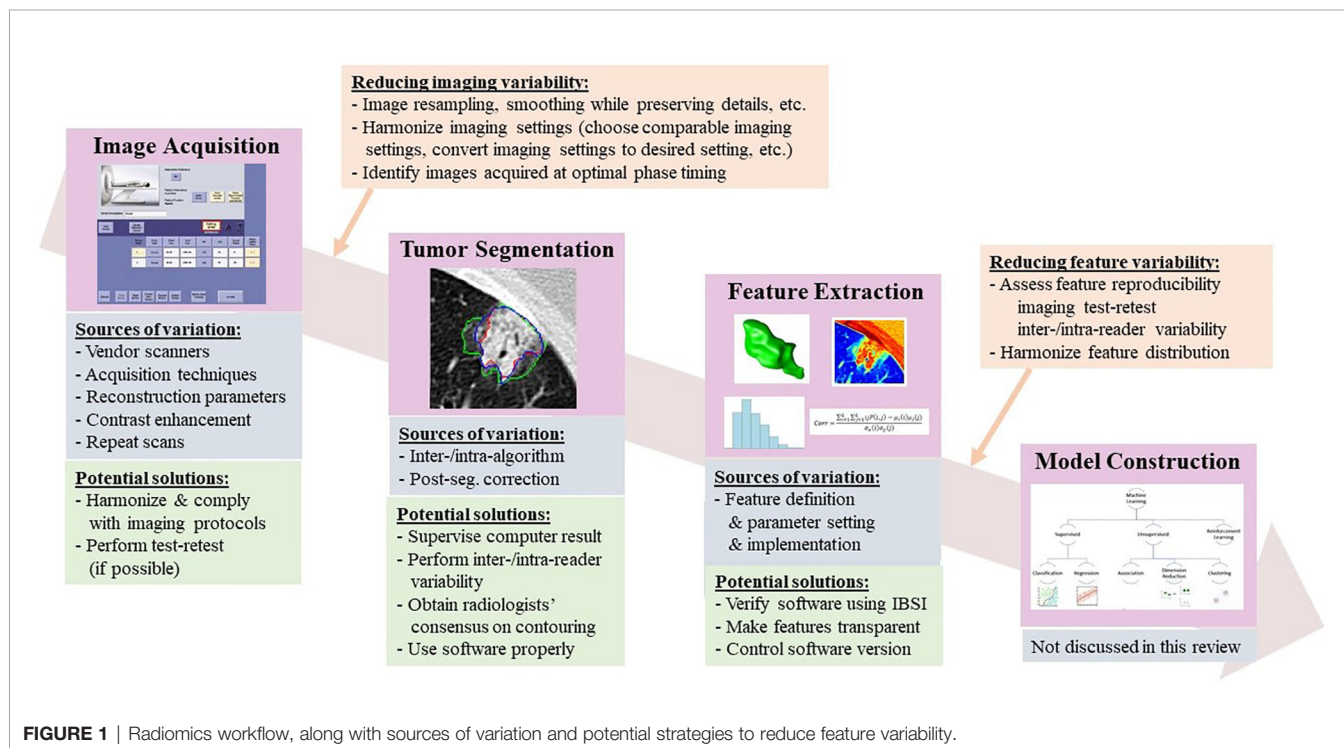 Reducing imaging variability:
- Image resampling, smoothing while preserving details, etc.
- Harmonize imaging settings (choose comparable imaging
settings, convert imaging settings to desired setting, etc.)
- Identify images acquired at optimal phase timing
Image Acquisition
Sources of variation:
- Vendor scanners
- Acquisition techniques
- Reconstruction parameters
- Contrast enhancement
- Repeat scans
Potential solutions:
- Harmonize & comply
with imaging protocols
- Perform test-retest
(if possible)
Tumor Segmentation
Sources of variation:
- Inter-/intra-algorithm
- Post-seg. correction
Potential solutions:
- Supervise computer result
- Perform inter-/intra-reader
variability
- Obtain radiologists’
consensus on contouring
- Use software properly
Feature Extraction
Sources of variation:
- Feature definition
& parameter setting
& implementation
Potential solutions:
- Verify software using IBSI
- Make features transparent
- Control software version
Reducing feature variability:
- Assess feature reproducibility
imaging test-retest
inter-/intra-reader variability
- Harmonize feature distribution
Model Construction
Machine
Learning
Supervised
Unsupervised
Reinforcement
Learning
Classification
Regression
Association
Dimension
Reduction
Clustering
Not discussed in this review
FIGURE 1 | Radiomics workflow, along with sources of variation and potential strategies to reduce feature variability.